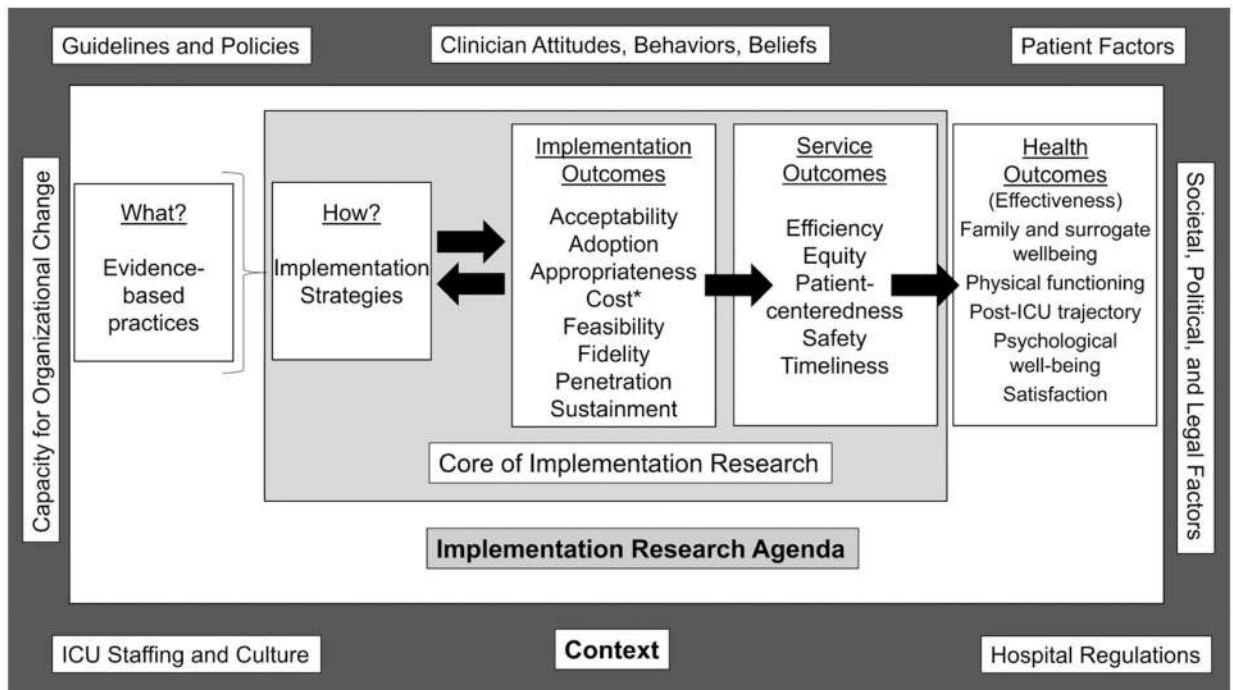 Guidelines and Policies
Clinician Attitudes, Behaviors, Beliefs
Patient Factors
Capacity for Organizational Change
What?
Evidence-
based
practices
How?
Implementation
Strategies
Implementation
Outcomes
Acceptability
Adoption
Appropriateness
Cost*
Feasibility
Fidelity
Penetration
Sustainment
Service
Outcomes
Efficiency
Equity
Patient-
centeredness
Safety
Timeliness
Health
Outcomes
(Effectiveness)
Family and surrogate
wellbeing
Physical functioning
Post-ICU trajectory
Psychological
well-being
Satisfaction
Societal, Political, and Legal Factors
Core of Implementation Research
Implementation Research Agenda
ICU Staffing and Culture
Context
Hospital Regulations